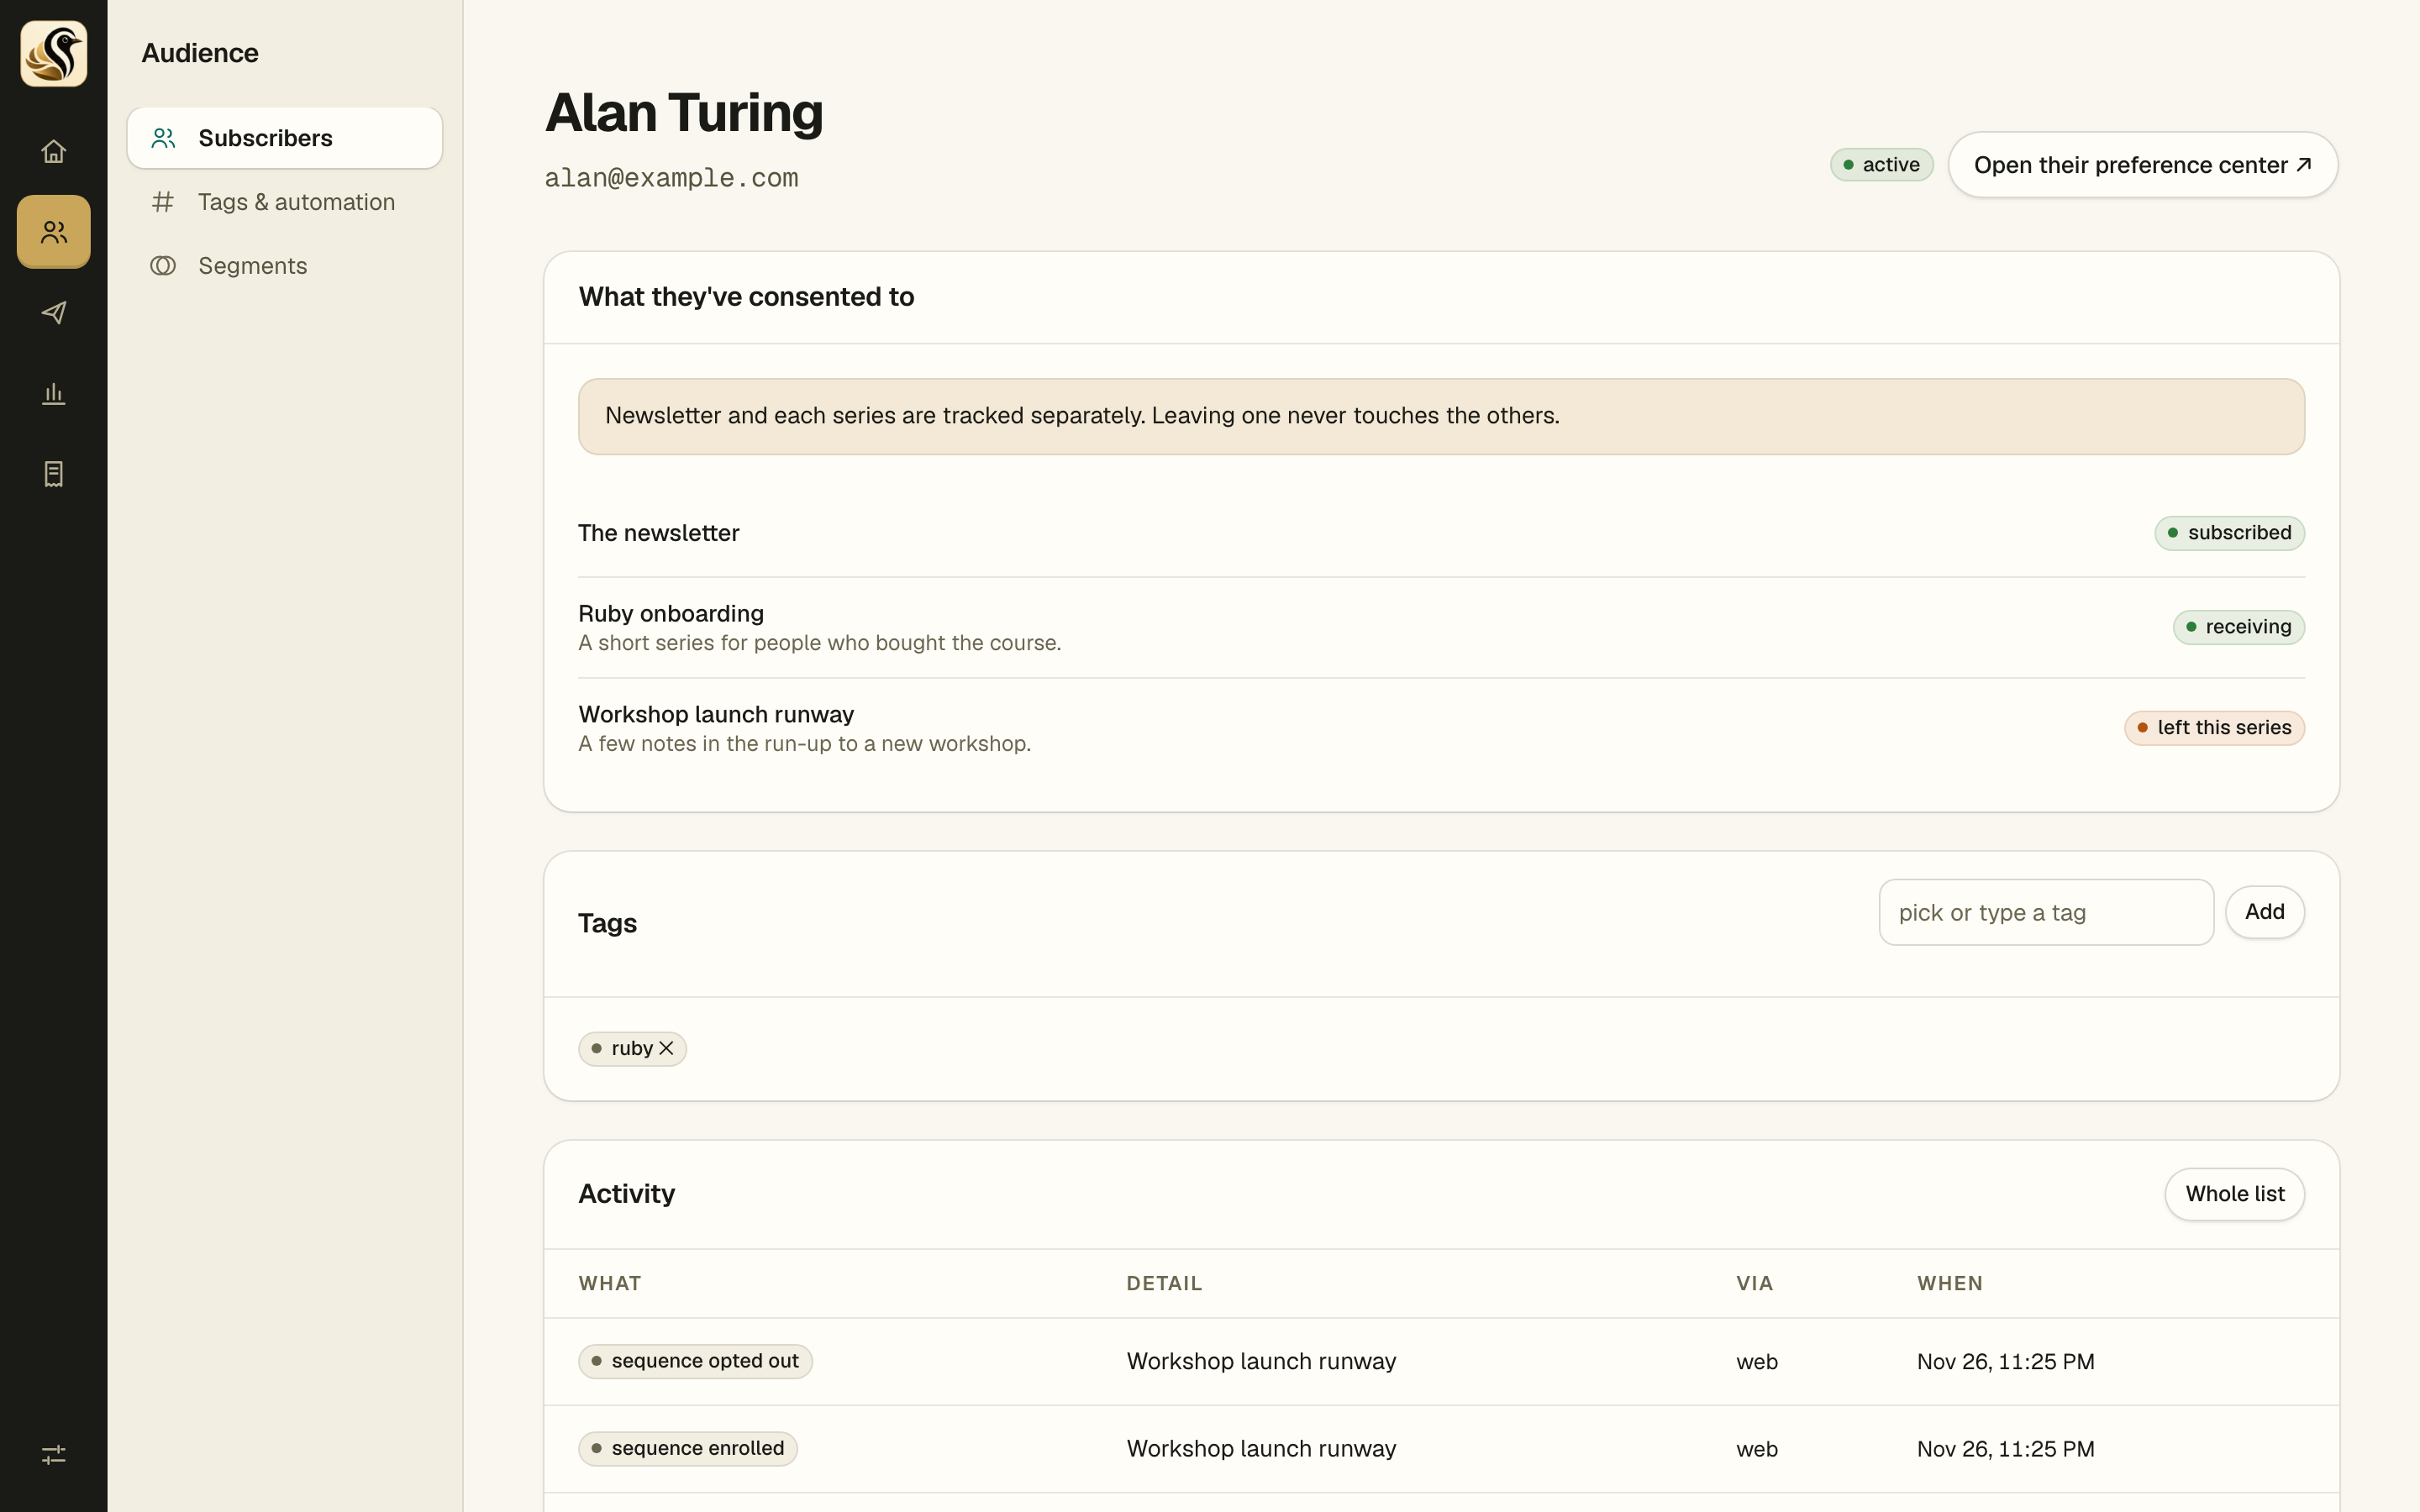 Audience
Subscribers
Tags & automation
Segments
Alan Turing
alan@example.com
active
Open their preference center
What they've consented to
Newsletter and each series are tracked separately. Leaving one never touches the others.
The newsletter
subscribed
Ruby onboarding
A short series for people who bought the course.
receiving
Workshop launch runway
A few notes in the run-up to a new workshop.
left this series
Tags
pick or type a tag
Add
ruby
Activity
Whole list
WHAT DETAIL VIA WHEN
sequence opted out Workshop launch runway web Nov 26, 11:25 PM
sequence enrolled Workshop launch runway web Nov 26, 11:25 PM